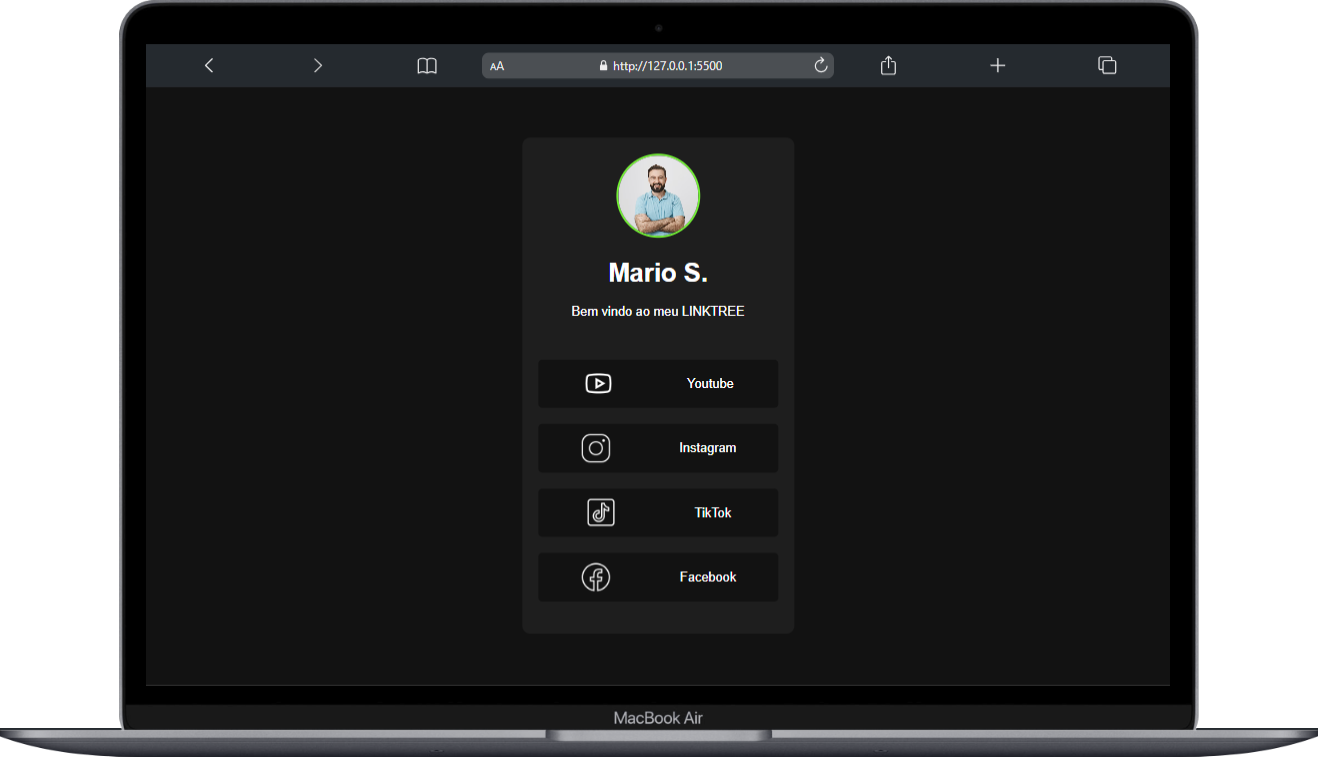 AA
http://127.0.0.1:5500
Mario S.
Bem vindo ao meu LINKTREE
Youtube
Instagram
TikTok
Facebook
MacBook Air